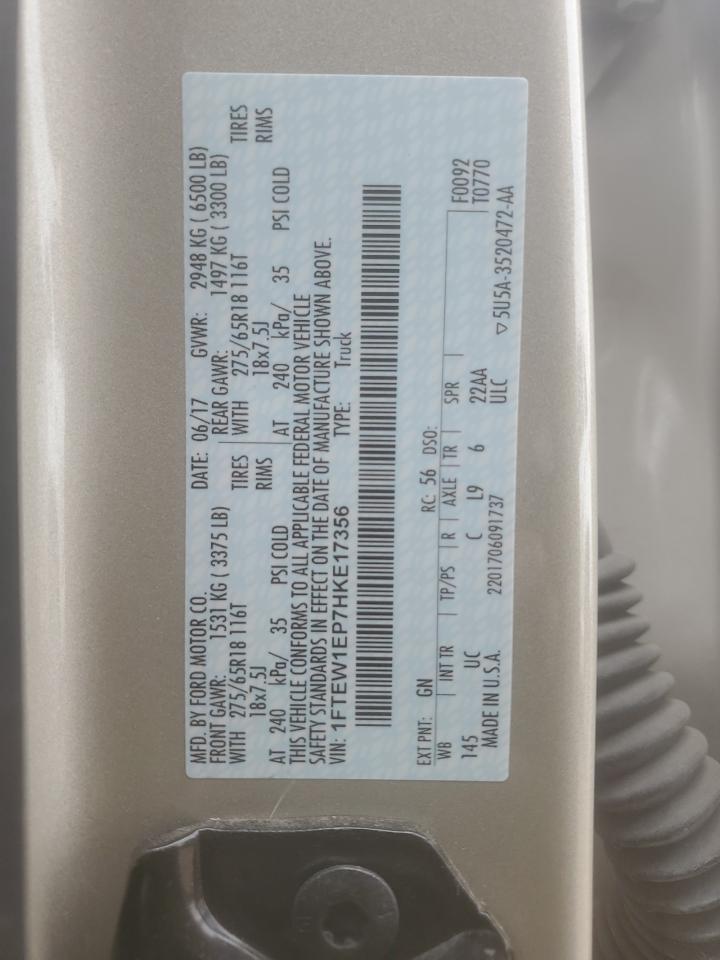 MFD. BY FORD MOTOR CO. DATE: 06/17 GVWR: 2948 KG ( 6500 LB)
FRONT GAWR: 1531 KG ( 3375 LB) REAR GAWR: 1497 KG ( 3300 LB)
WITH 275/65R18 116T TIRES WITH 275/65R18 116T TIRES
18x7.5J RIMS 18x7.5J RIMS
AT 240 kPa/ 35 PSI COLD AT 240 kPa/ 35 PSI COLD
THIS VEHICLE CONFORMS TO ALL APPLICABLE FEDERAL MOTOR VEHICLE
SAFETY STANDARDS IN EFFECT ON THE DATE OF MANUFACTURE SHOWN ABOVE.
VIN: 1FTEW1EP7HKE17356 TYPE: Truck
EXT PNT: GN RC: 56 DSO:
WB INT TR TP/PS R AXLE TR SPR F0092
145 UC C L9 6 22AA T0770
MADE IN U.S.A. 2201706091737 ULC ▽5U5A-3520472-AA